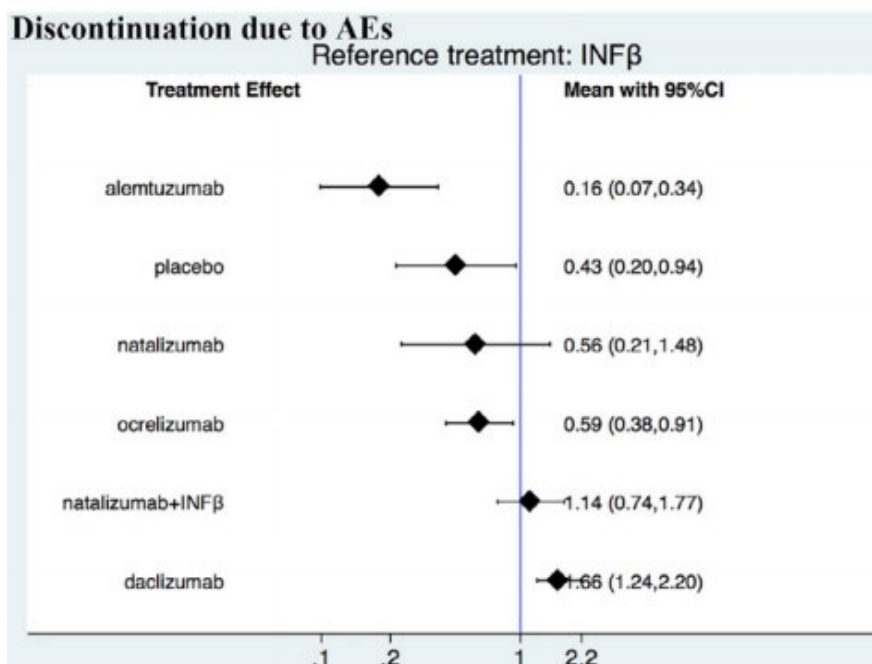 Discontinuation due to AEs
Reference treatment: INFβ
Treatment Effect Mean with 95%CI
alemtuzumab 0.16 (0.07,0.34)
placebo 0.43 (0.20,0.94)
natalizumab 0.56 (0.21,1.48)
ocrelizumab 0.59 (0.38,0.91)
natalizumab+INFβ 1.14 (0.74,1.77)
daclizumab 1.66 (1.24,2.20)
.1 .2 1 2.2